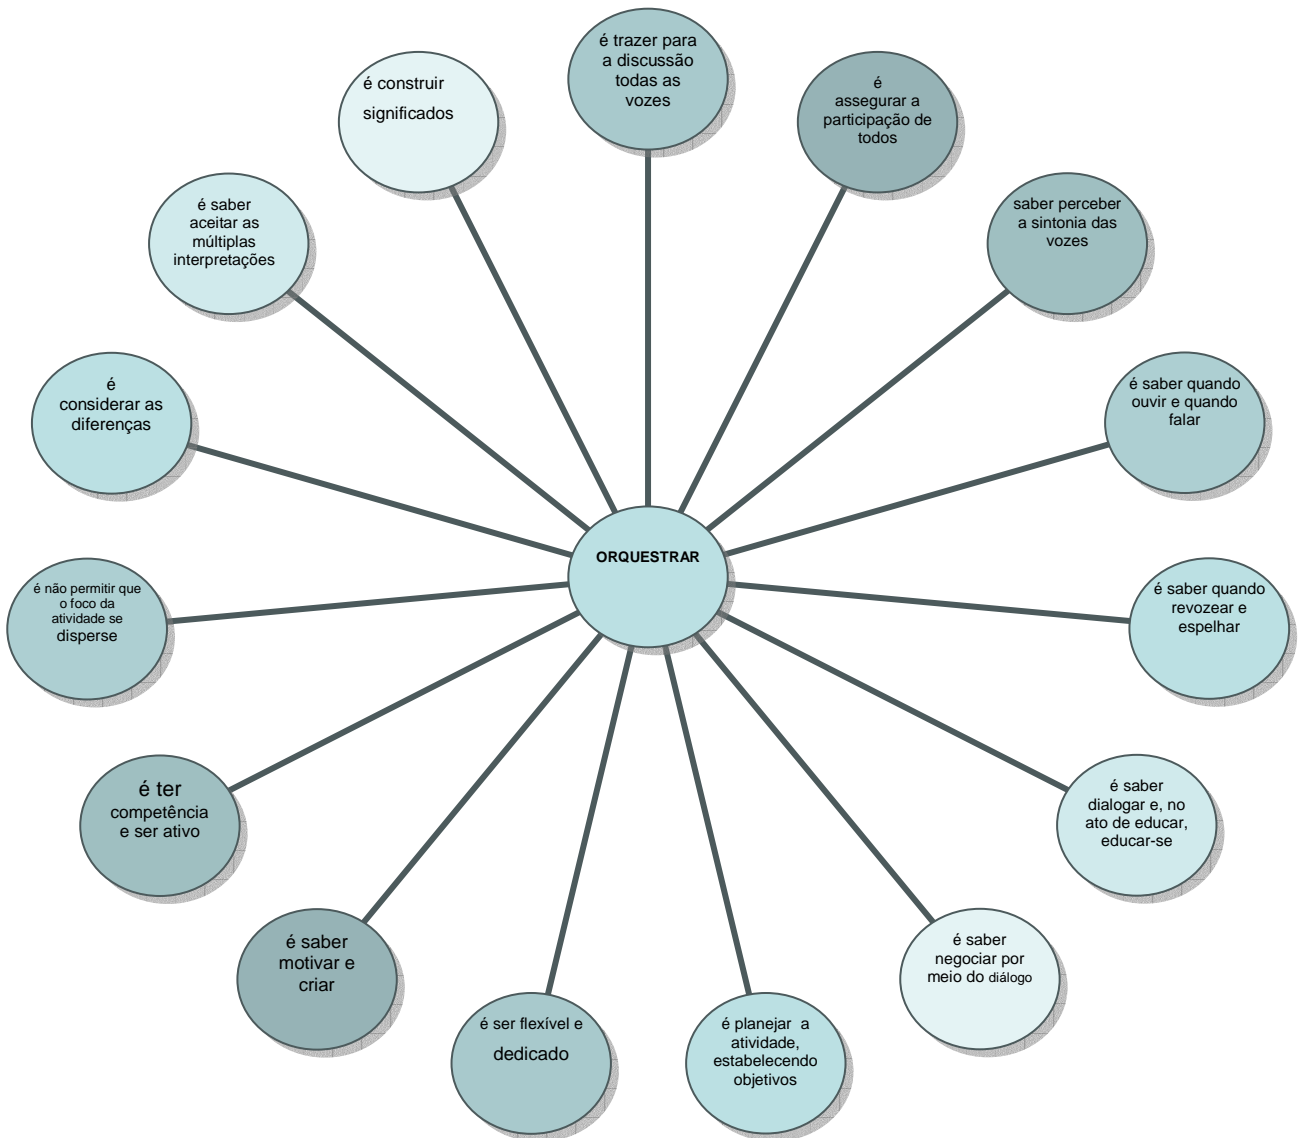 é trazer para
a discussão
todas as
vozes
é
assegurar a
participação de
todos
saber perceber
a sintonia das
vozes
é saber quando
ouvir e quando
falar
é saber quando
revozear e
espelhar
é saber
dialogar e, no
ato de educar,
educar-se
é saber
negociar por
meio do diálogo
é planejar a
atividade,
estabelecendo
objetivos
é ser flexível e
dedicado
é saber
motivar e
criar
é ter
competência
e ser ativo
é não permitir que
o foco da
atividade se
disperse
é
considerar as
diferenças
é saber
aceitar as
múltiplas
interpretações
é construir
significados
ORQUESTRAR